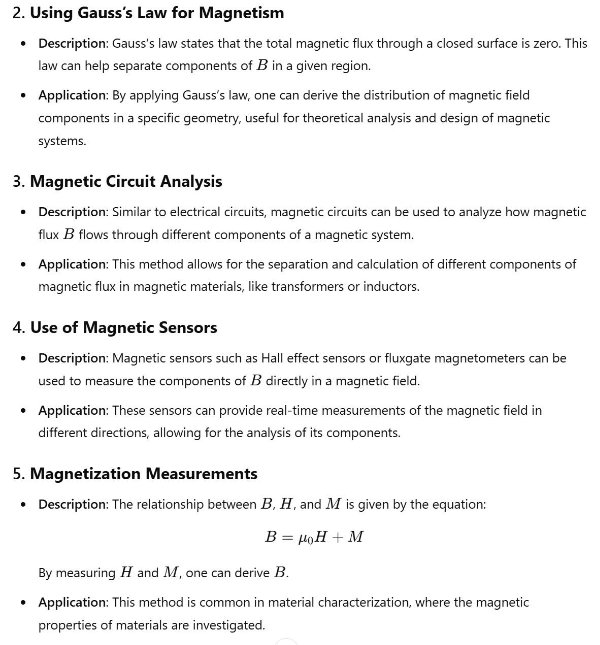 2. Using Gauss's Law for Magnetism
• Description: Gauss's law states that the total magnetic flux through a closed surface is zero. This
law can help separate components of B in a given region.
• Application: By applying Gauss's law, one can derive the distribution of magnetic field
components in a specific geometry, useful for theoretical analysis and design of magnetic
systems.
3. Magnetic Circuit Analysis
• Description: Similar to electrical circuits, magnetic circuits can be used to analyze how magnetic
flux B flows through different components of a magnetic system.
• Application: This method allows for the separation and calculation of different components of
magnetic flux in magnetic materials, like transformers or inductors.
4. Use of Magnetic Sensors
• Description: Magnetic sensors such as Hall effect sensors or fluxgate magnetometers can be
used to measure the components of B directly in a magnetic field.
• Application: These sensors can provide real-time measurements of the magnetic field in
different directions, allowing for the analysis of its components.
5. Magnetization Measurements
• Description: The relationship between B, H, and M is given by the equation:
B = μ₀H + M
By measuring H and M, one can derive B.
• Application: This method is common in material characterization, where the magnetic
properties of materials are investigated.